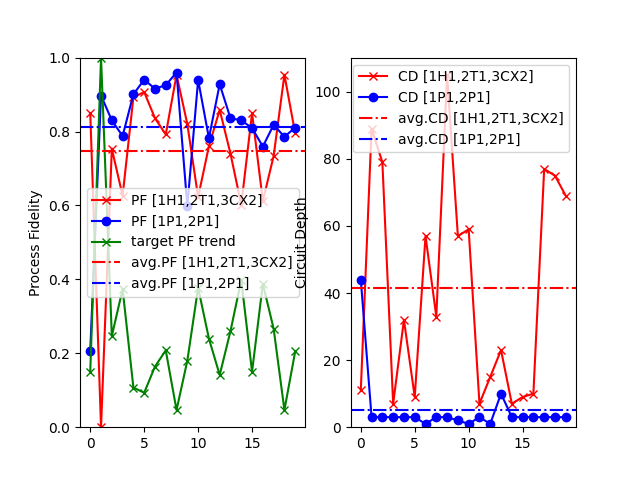 1.0
0.8
0.6
0.4
0.2
0.0
Process Fidelity
PF [1H1,2T1,3CX2]
PF [1P1,2P1]
target PF trend
avg.PF [1H1,2T1,3CX2]
avg.PF [1P1,2P1]
0 5 10 15
100
80
60
40
20
0
Circuit Depth
CD [1H1,2T1,3CX2]
CD [1P1,2P1]
avg.CD [1H1,2T1,3CX2]
avg.CD [1P1,2P1]
0 5 10 15